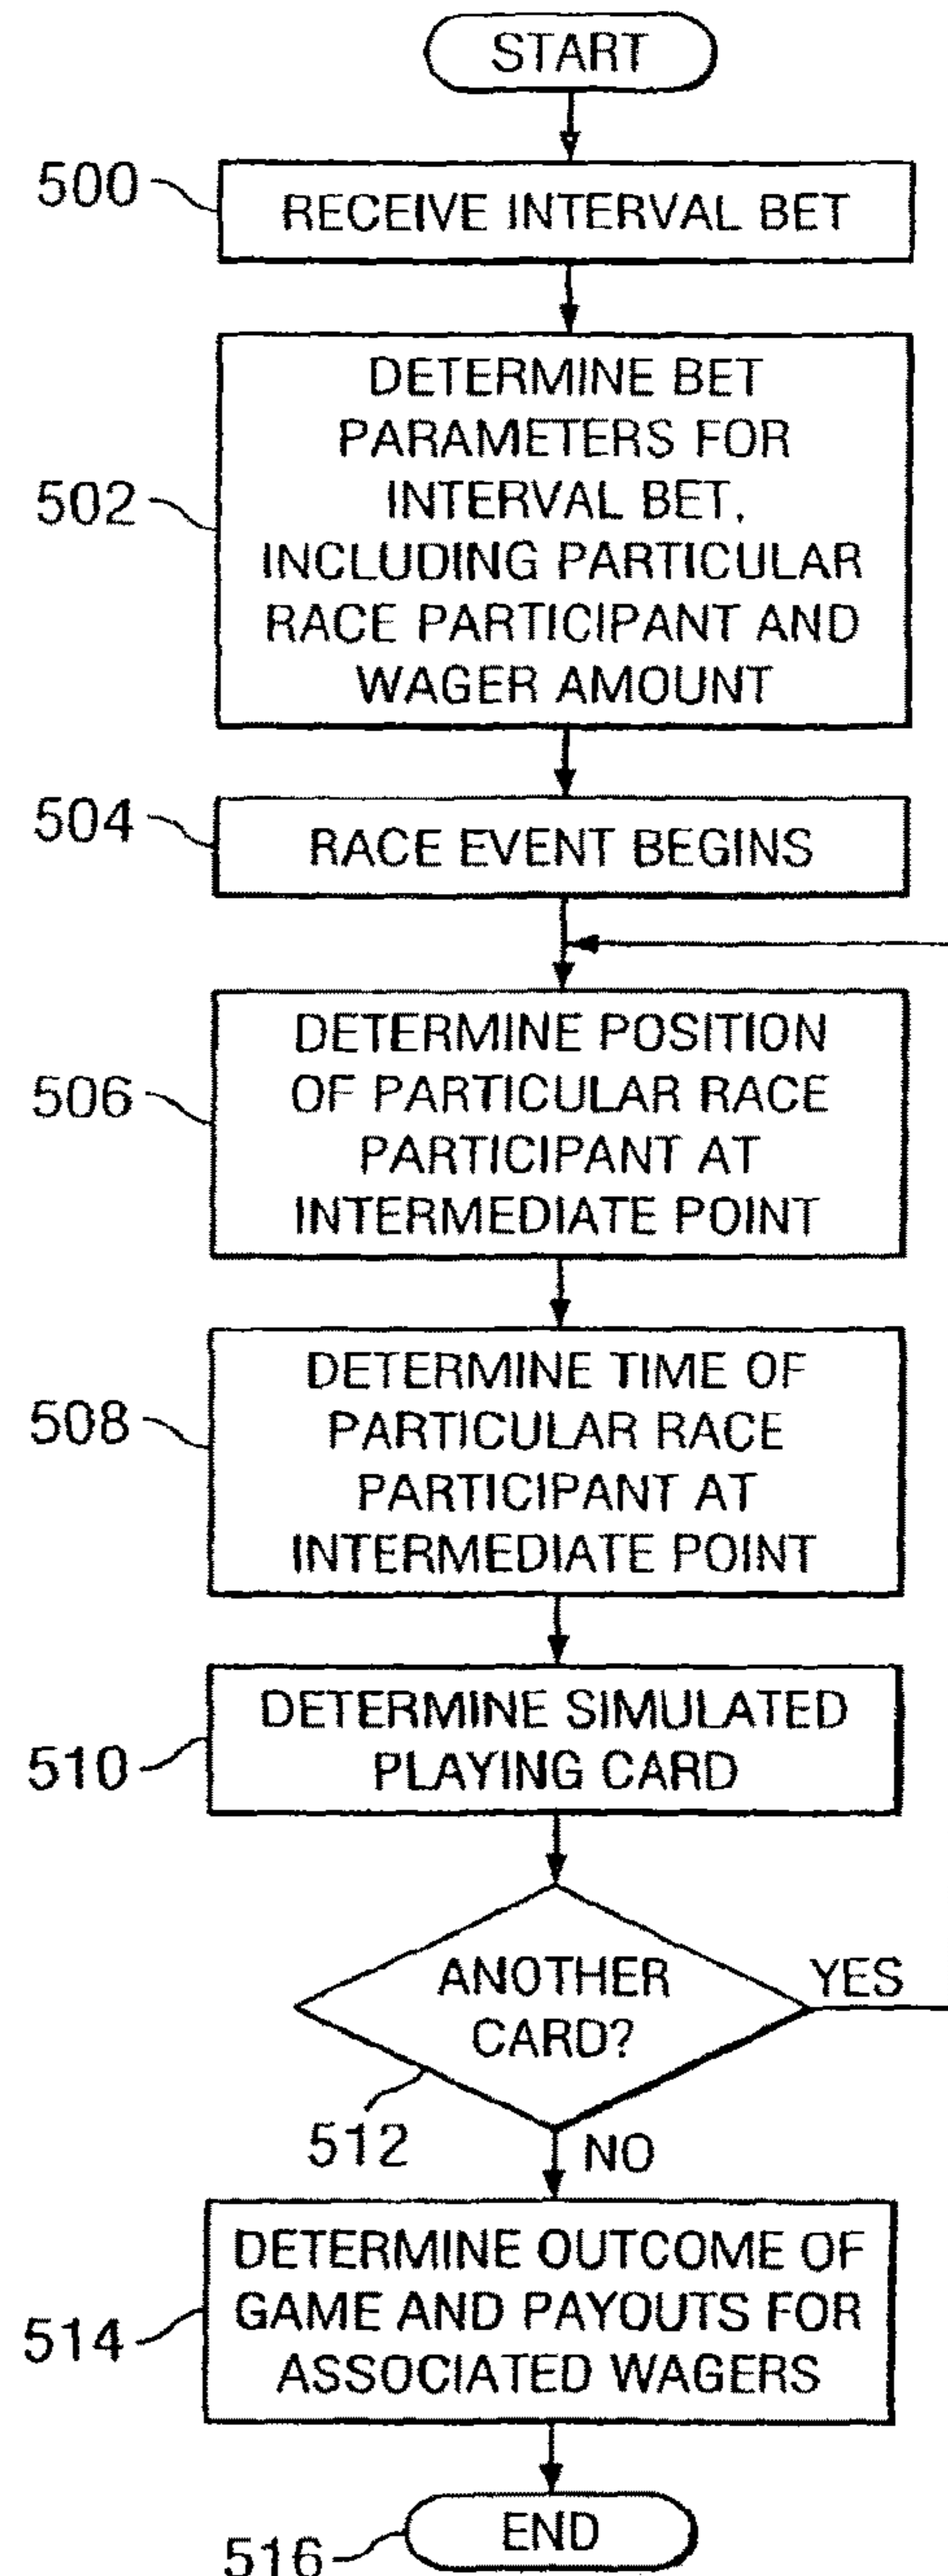 START
500
RECEIVE INTERVAL BET
502
DETERMINE BET
PARAMETERS FOR
INTERVAL BET,
INCLUDING PARTICULAR
RACE PARTICIPANT AND
WAGER AMOUNT
504
RACE EVENT BEGINS
506
DETERMINE POSITION
OF PARTICULAR RACE
PARTICIPANT AT
INTERMEDIATE POINT
508
DETERMINE TIME OF
PARTICULAR RACE
PARTICIPANT AT
INTERMEDIATE POINT
510
DETERMINE SIMULATED
PLAYING CARD
ANOTHER
CARD?
YES
512
NO
514
DETERMINE OUTCOME OF
GAME AND PAYOUTS FOR
ASSOCIATED WAGERS
516
END